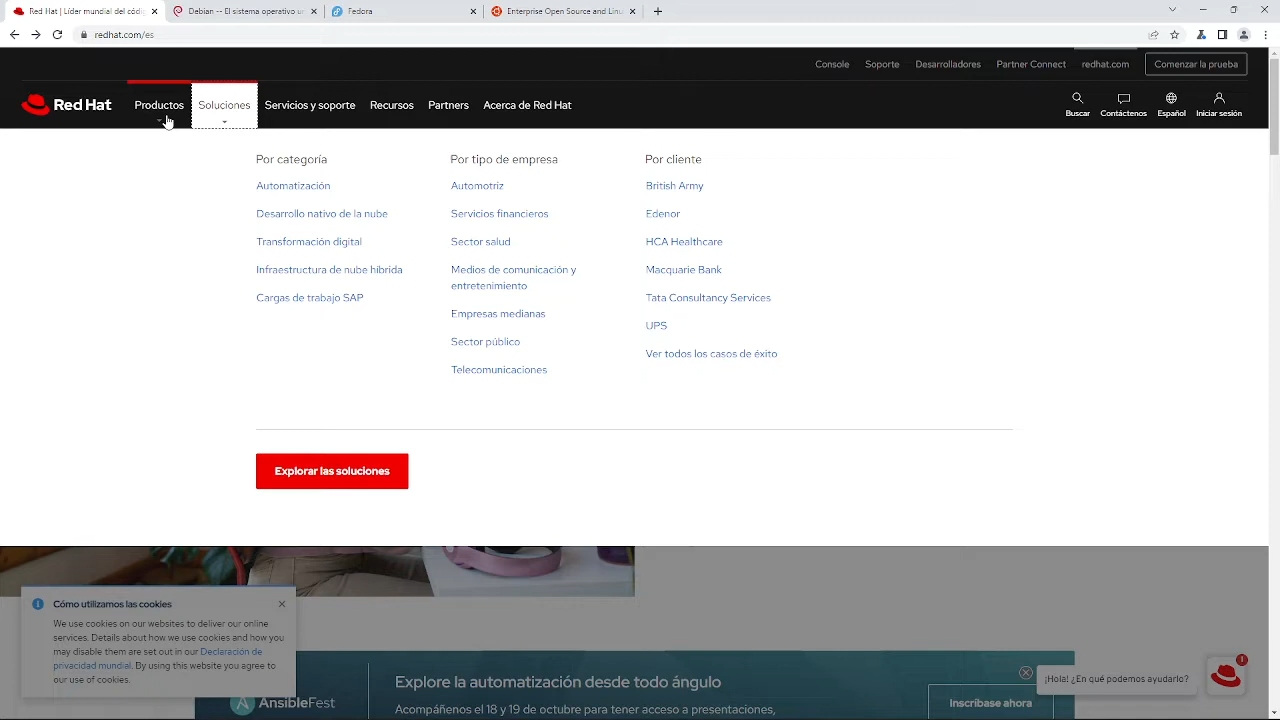 Red Hat | Líder mundial del códig
Debian -- El sistema operativo u
Fedora
Enterprise Open Source and Linu
redhat.com/es
Console
Soporte
Desarrolladores
Partner Connect
redhat.com
Comenzar la prueba
Red Hat
Productos
Soluciones
Servicios y soporte
Recursos
Partners
Acerca de Red Hat
Buscar
Contáctenos
Español
Iniciar sesión
Por categoría
Automatización
Desarrollo nativo de la nube
Transformación digital
Infraestructura de nube híbrida
Cargas de trabajo SAP
Por tipo de empresa
Automotriz
Servicios financieros
Sector salud
Medios de comunicación y
entretenimiento
Empresas medianas
Sector público
Telecomunicaciones
Por cliente
British Army
Edenor
HCA Healthcare
Macquarie Bank
Tata Consultancy Services
UPS
Ver todos los casos de éxito
Explorar las soluciones
Cómo utilizamos las cookies
We use cookies on our websites to deliver our online
services. Details about how we use cookies and how you
may disable them are set out in our Declaración de
privacidad mundial. By using this website you agree to
our use of cookies.
A AnsibleFest
Explore la automatización desde todo ángulo
Acompáñenos el 18 y 19 de octubre para tener acceso a presentaciones,
Inscríbase ahora
¡Hola! ¿En qué podemos ayudarlo?
1